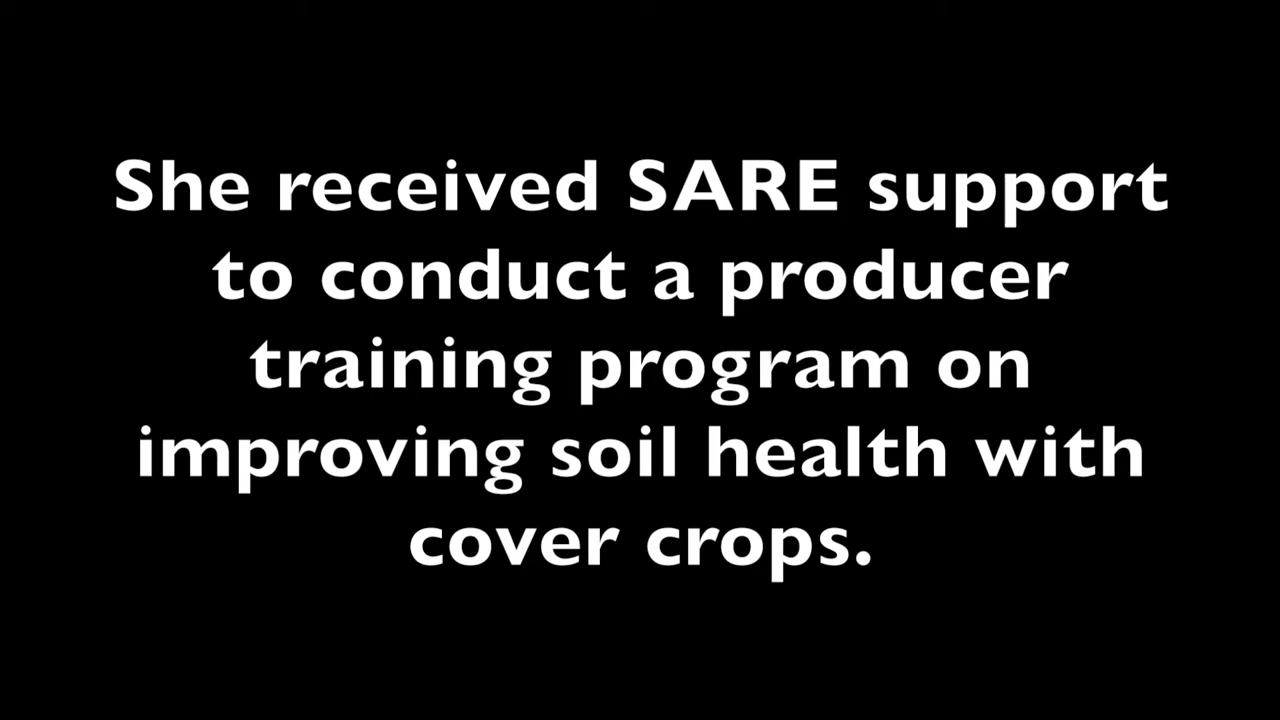 She received SARE support
to conduct a producer
training program on
improving soil health with
cover crops.